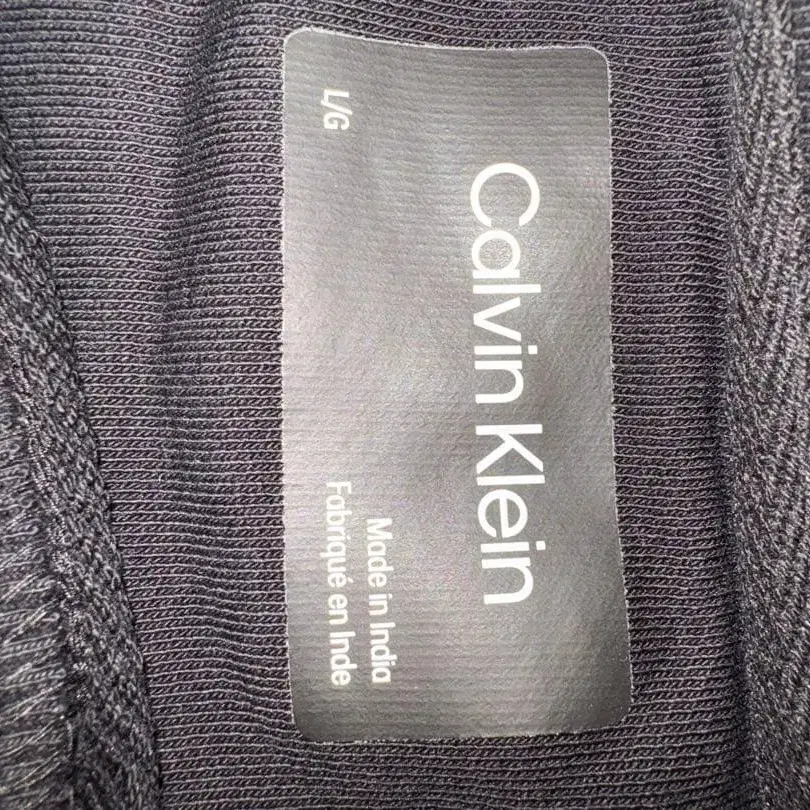 Calvin Klein
Made in India
L/G
Fabriqué en Inde